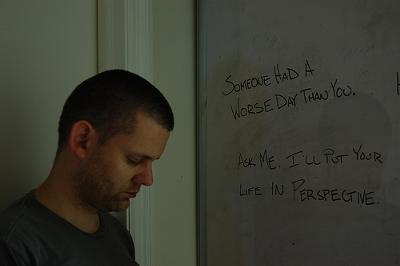 SOMEONE HAD A
WORSE DAY THAN YOU.
ASK ME. I'LL PUT YOUR
LIFE IN PERSPECTIVE.